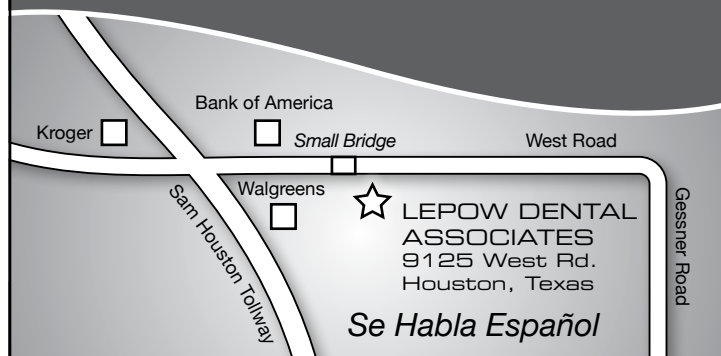 Bank of America
Kroger
Small Bridge
West Road
Walgreens
Sam Houston Tollway
Gessner Road
LEPOW DENTAL
ASSOCIATES
9125 West Rd.
Houston, Texas
Se Habla Español